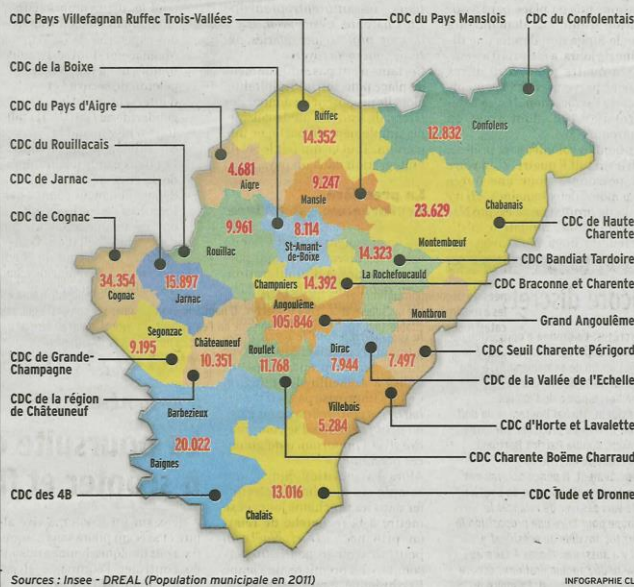 CDC Pays Villefagnan Ruffec Trois-Vallées
CDC du Pays Manslois
CDC du Confolentais
CDC de la Boixe
CDC du Pays d'Aigre
CDC du Rouillacais
CDC de Jarnac
CDC de Cognac
Ruffec
14.352
12.832
Confolens
4.681
Aigre
9.247
Mansle
23.629
Chabanais
Montembœuf
CDC de Haute
Charente
9.961
Rouillac
8.114
St-Amant-
de-Boixe
14.323
La Rochefoucauld
CDC Bandiat Tardoire
34.354
Cognac
15.897
Jarnac
Champniers
14.392
CDC Braconne et Charente
Angoulême
105.846
Montbron
Grand Angoulême
Segonzac
9.195
Châteauneuf
10.351
Roullet
11.768
Dirac
7.944
7.497
CDC Seuil Charente Périgord
CDC de Grande-
Champagne
CDC de la Vallée de l'Echelle
CDC de la région
de Châteuneuf
Barbezieux
20.022
Baignes
Villebois
5.284
CDC d'Horte et Lavalette
CDC Charente Boëme Charraud
CDC des 4B
13.016
Chalais
CDC Tude et Dronne
Sources : Insee - DREAL (Population municipale en 2011)
INFOGRAPHIE CL